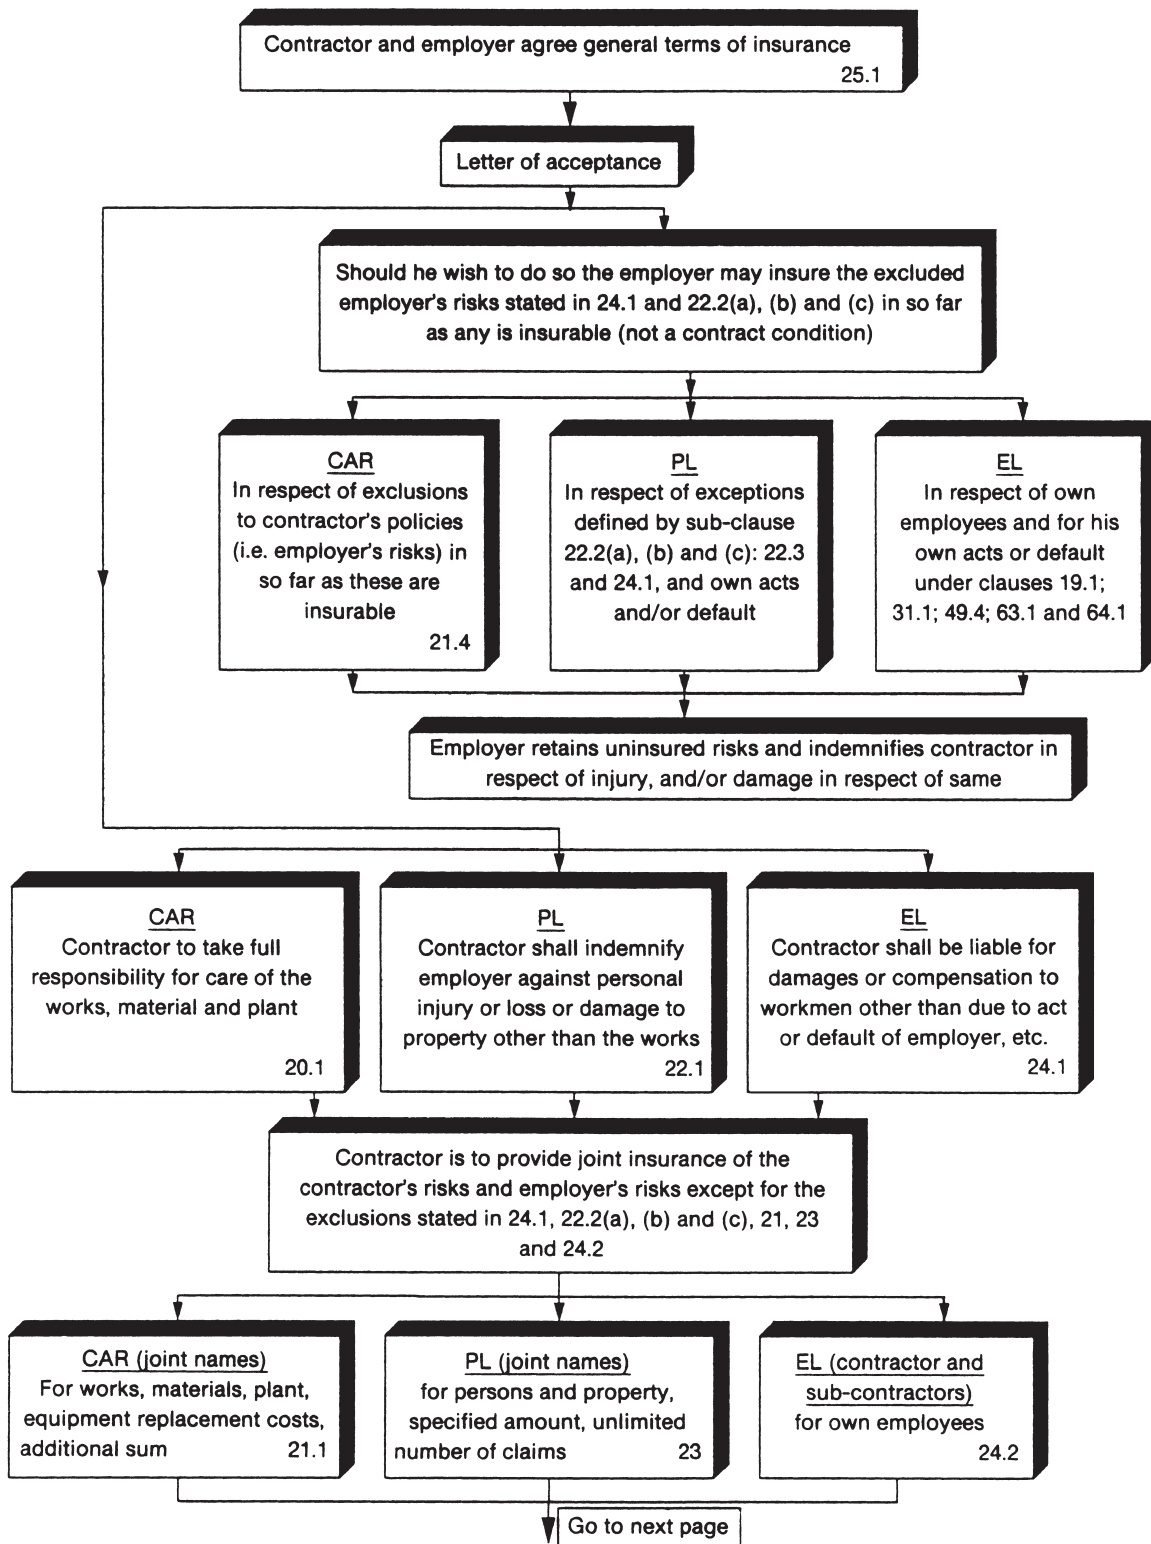 Contractor and employer agree general terms of insurance
25.1
Letter of acceptance
Should he wish to do so the employer may insure the excluded
employer's risks stated in 24.1 and 22.2(a), (b) and (c) in so far
as any is insurable (not a contract condition)
CAR
In respect of exclusions
to contractor's policies
(i.e. employer's risks) in
so far as these are
insurable
21.4
PL
In respect of exceptions
defined by sub-clause
22.2(a), (b) and (c): 22.3
and 24.1, and own acts
and/or default
EL
In respect of own
employees and for his
own acts or default
under clauses 19.1;
31.1; 49.4; 63.1 and 64.1
Employer retains uninsured risks and indemnifies contractor in
respect of injury, and/or damage in respect of same
CAR
Contractor to take full
responsibility for care of the
works, material and plant
20.1
PL
Contractor shall indemnify
employer against personal
injury or loss or damage to
property other than the works
22.1
EL
Contractor shall be liable for
damages or compensation to
workmen other than due to act
or default of employer, etc.
24.1
Contractor is to provide joint insurance of the
contractor's risks and employer's risks except for the
exclusions stated in 24.1, 22.2(a), (b) and (c), 21, 23
and 24.2
CAR (joint names)
For works, materials, plant,
equipment replacement costs,
additional sum 21.1
PL (joint names)
for persons and property,
specified amount, unlimited
number of claims 23
EL (contractor and
sub-contractors)
for own employees
24.2
Go to next page